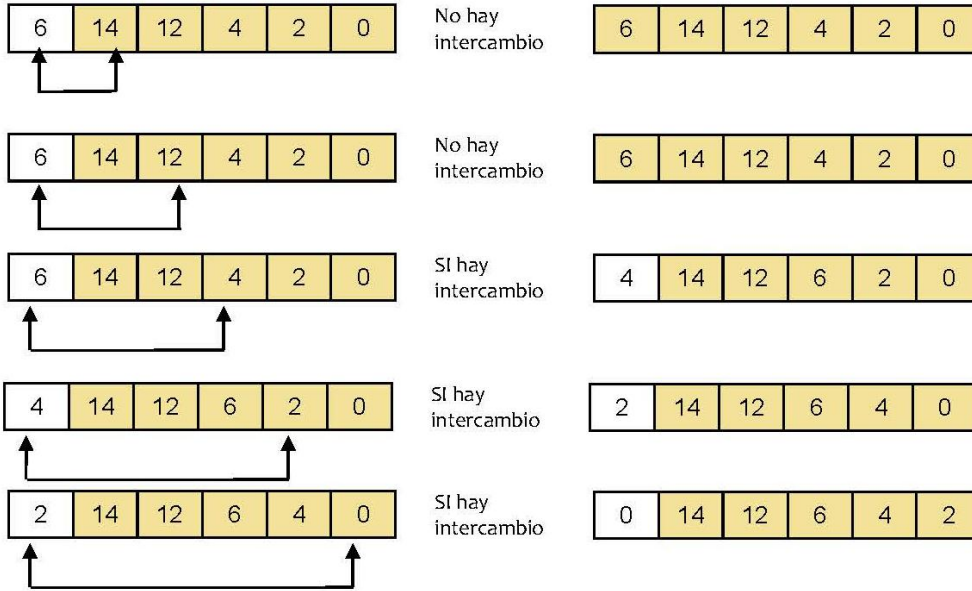 6 14 12 4 2 0
No hay
intercambio
6 14 12 4 2 0
6 14 12 4 2 0
No hay
intercambio
6 14 12 4 2 0
6 14 12 4 2 0
SI hay
intercambio
4 14 12 6 2 0
4 14 12 6 2 0
SI hay
intercambio
2 14 12 6 4 0
2 14 12 6 4 0
SI hay
intercambio
0 14 12 6 4 2